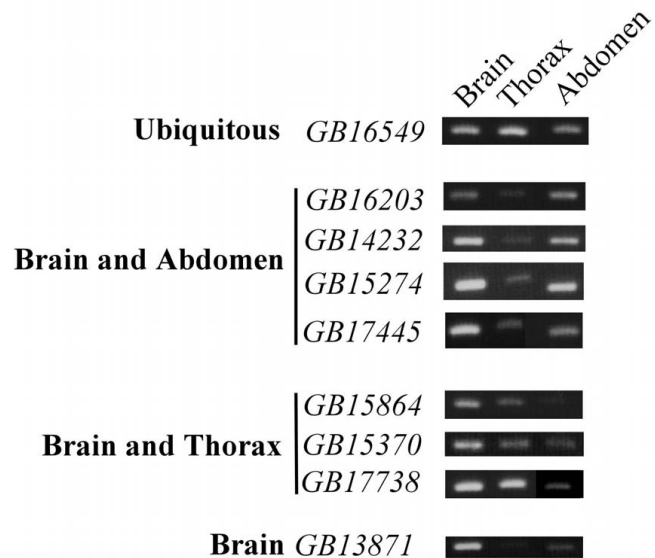 Brain Thorax Abdomen
Ubiquitous GB16549
GB16203
Brain and Abdomen GB14232
GB15274
GB17445
GB15864
Brain and Thorax GB15370
GB17738
Brain GB13871